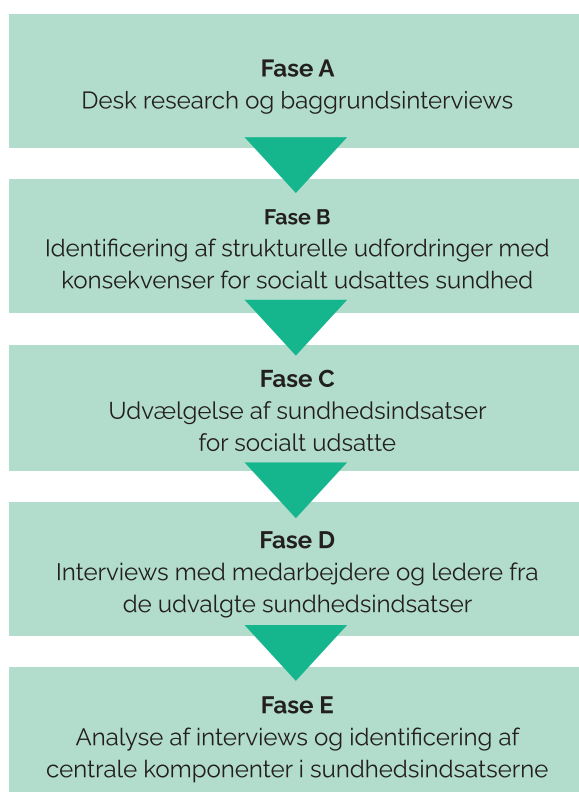 Fase A
Desk research og baggrundsinterviews
Fase B
Identificering af strukturelle udfordringer med
konsekvenser for socialt udsattes sundhed
Fase C
Udvælgelse af sundhedsindsatser
for socialt udsatte
Fase D
Interviews med medarbejdere og ledere fra
de udvalgte sundhedsindsatser
Fase E
Analyse af interviews og identificering af
centrale komponenter i sundhedsindsatserne